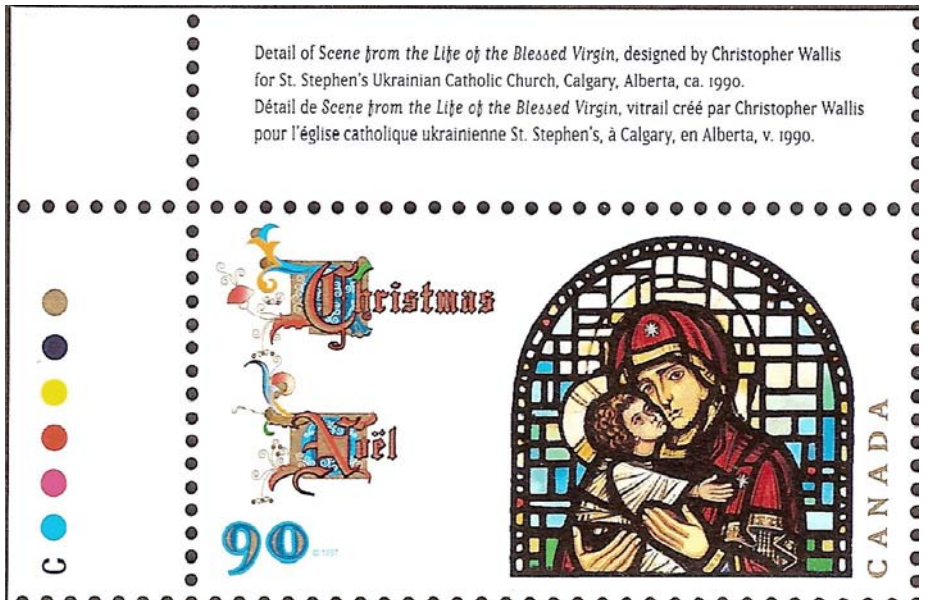 Detail of Scene from the Life of the Blessed Virgin, designed by Christopher Wallis
for St. Stephen's Ukrainian Catholic Church, Calgary, Alberta, ca. 1990.
Détail de Scene from the Life of the Blessed Virgin, vitrail créé par Christopher Wallis
pour l'église catholique ukrainienne St. Stephen's, à Calgary, en Alberta, v. 1990.
Christmas
Noël
90
© 1997
CANADA
C